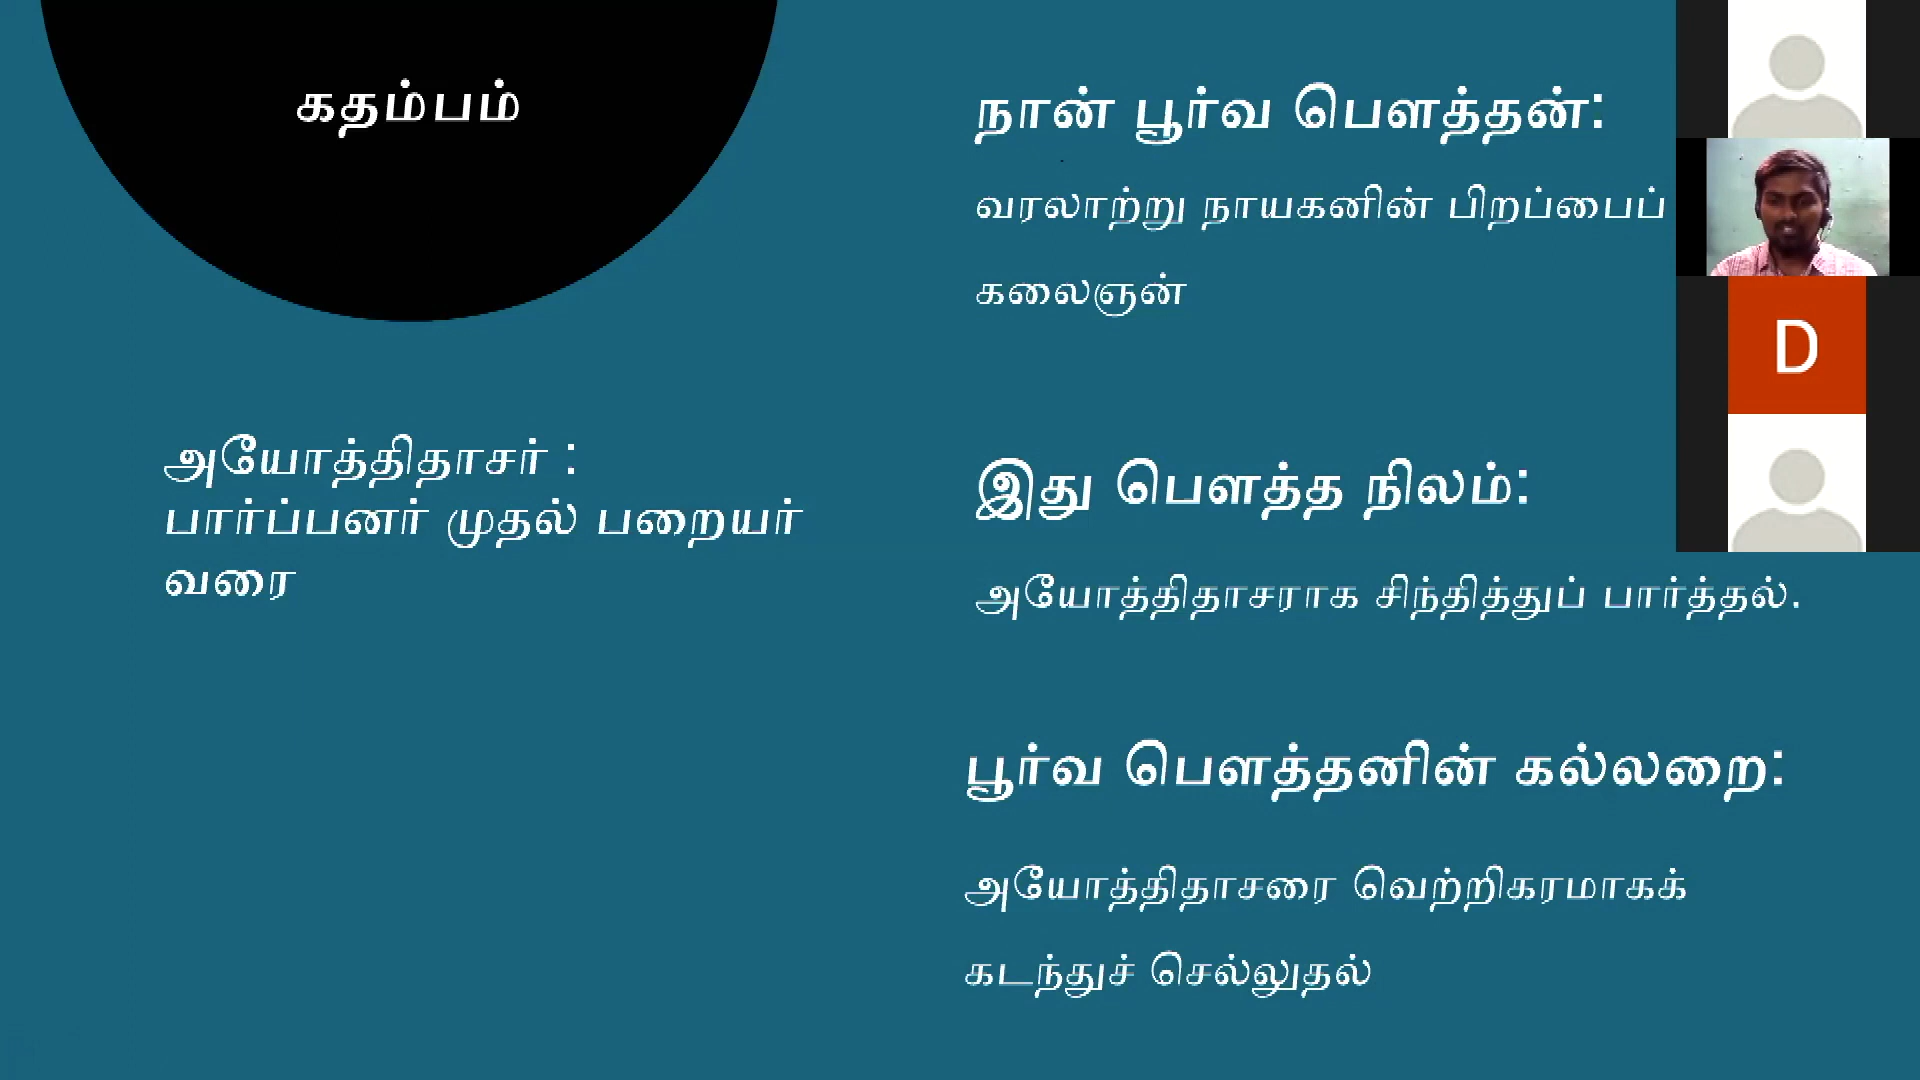 கதம்பம்
அயோத்திதாசர் :
பார்ப்பனர் முதல் பறையர்
வரை
நான் பூர்வ பௌத்தன்:
வரலாற்று நாயகனின் பிறப்பைப்
கலைஞன்
இது பௌத்த நிலம்:
அயோத்திதாசராக சிந்தித்துப் பார்த்தல்.
பூர்வ பௌத்தனின் கல்லறை:
அயோத்திதாசரை வெற்றிகரமாகக்
கடந்துச் செல்லுதல்
D